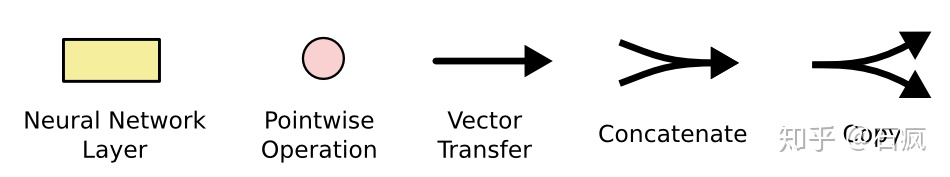 Neural Network
Layer
Pointwise
Operation
Vector
Transfer
Concatenate
Copy
知乎